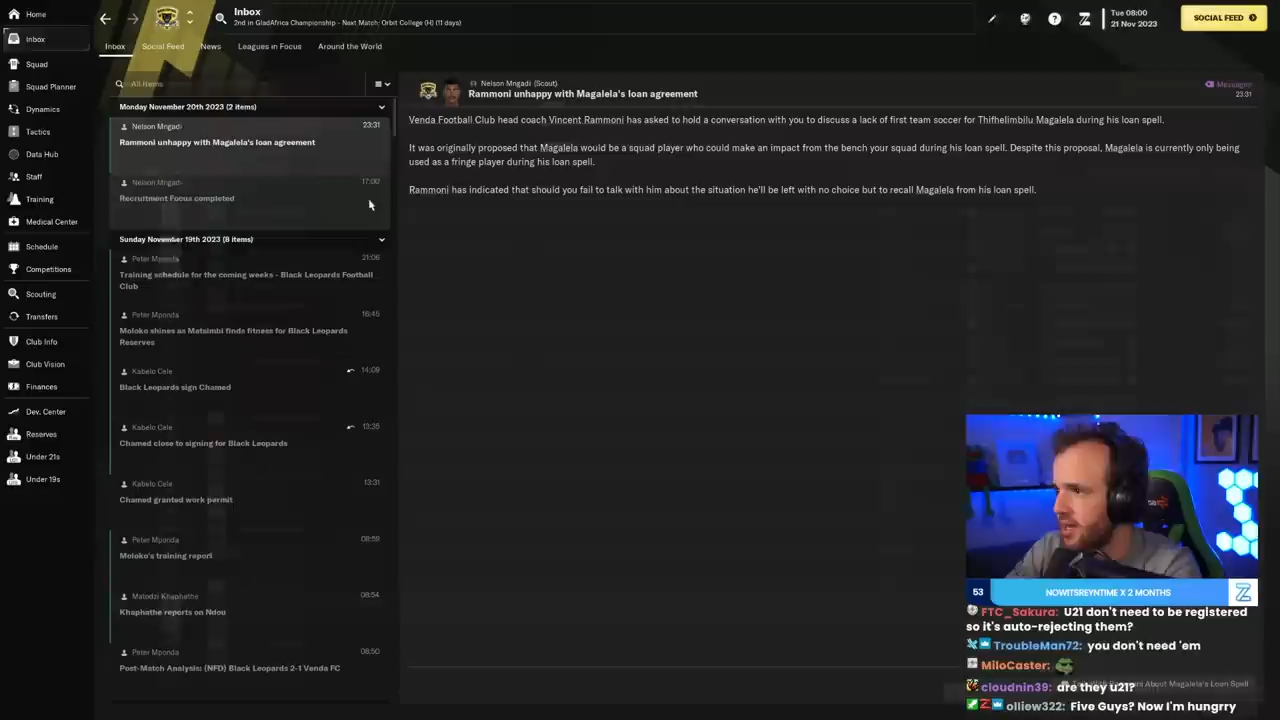 Home
Inbox
Squad
Squad Planner
Dynamics
Tactics
Data Hub
Staff
Training
Medical Center
Schedule
Competitions
Scouting
Transfers
Club Info
Club Vision
Finances
Dev. Center
Reserves
Under 21s
Under 19s
Inbox
2nd in GladAfrica Championship - Next Match: Orbit College (H) (11 days)
Tue 08:00
21 Nov 2023
SOCIAL FEED
Inbox
Social Feed
News
Leagues in Focus
Around the World
All Items
Monday November 20th 2023 (2 items)
Nelson Mngadi
23:31
Rammoni unhappy with Magalela's loan agreement
Nelson Mngadi
17:00
Recruitment Focus completed
Sunday November 19th 2023 (8 items)
Peter Mponda
21:06
Training schedule for the coming weeks - Black Leopards Football
Club
Peter Mponda
16:45
Moloko shines as Matsimbi finds fitness for Black Leopards
Reserves
Kabelo Cele
14:09
Black Leopards sign Chamed
Kabelo Cele
13:35
Chamed close to signing for Black Leopards
Kabelo Cele
13:31
Chamed granted work permit
Peter Mponda
08:59
Moloko's training report
Matodzi Khaphathe
08:54
Khaphathe reports on Ndou
Peter Mponda
08:50
Post-Match Analysis: (NFD) Black Leopards 2-1 Venda FC
Nelson Mngadi (Scout)
Rammoni unhappy with Magalela's loan agreement
Messages
23:31
Venda Football Club head coach Vincent Rammoni has asked to hold a conversation with you to discuss a lack of first team soccer for Thifhelimbilu Magalela during his loan spell.
It was originally proposed that Magalela would be a squad player who could make an impact from the bench your squad during his loan spell. Despite this proposal, Magalela is currently only being
used as a fringe player during his loan spell.
Rammoni has indicated that should you fail to talk with him about the situation he'll be left with no choice but to recall Magalela from his loan spell.
53
NOWITSREYNTIME X 2 MONTHS
FTC_Sakura: U21 don't need to be registered
so it's auto-rejecting them?
TroubleMan72: you don't need 'em
MiloCaster:
cloudnin39: are they u21?
About Magalela's Loan Spell
olliew322: Five Guys? Now I'm hungry